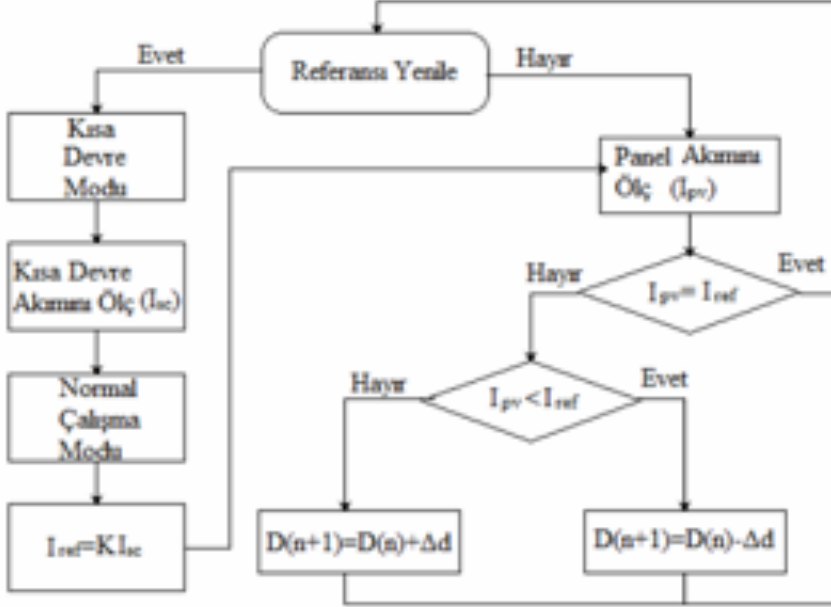 Evet
Referansı Yenile
Hayır
Kısa
Devre
Modu
Panel Akımını
Ölç (Ipv)
Kısa Devre
Akımını Ölç (Isc)
Hayır
Evet
Ipv= Iref
Normal
Çalışma
Modu
Hayır
Evet
Ipv<Iref
Iref=KIsc
D(n+1)=D(n)+Δd
D(n+1)=D(n)-Δd